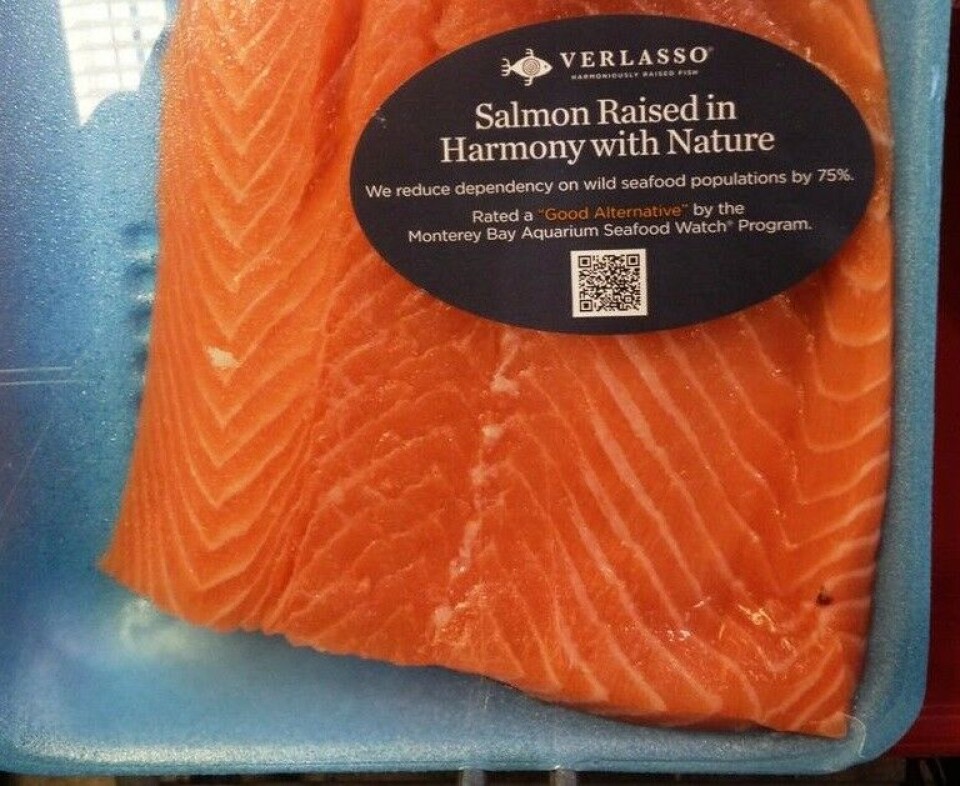 VERLASSO®
HARMONIOUSLY RAISED FISH
Salmon Raised in
Harmony with Nature
We reduce dependency on wild seafood populations by 75%.
Rated a "Good Alternative" by the
Monterey Bay Aquarium Seafood Watch® Program.